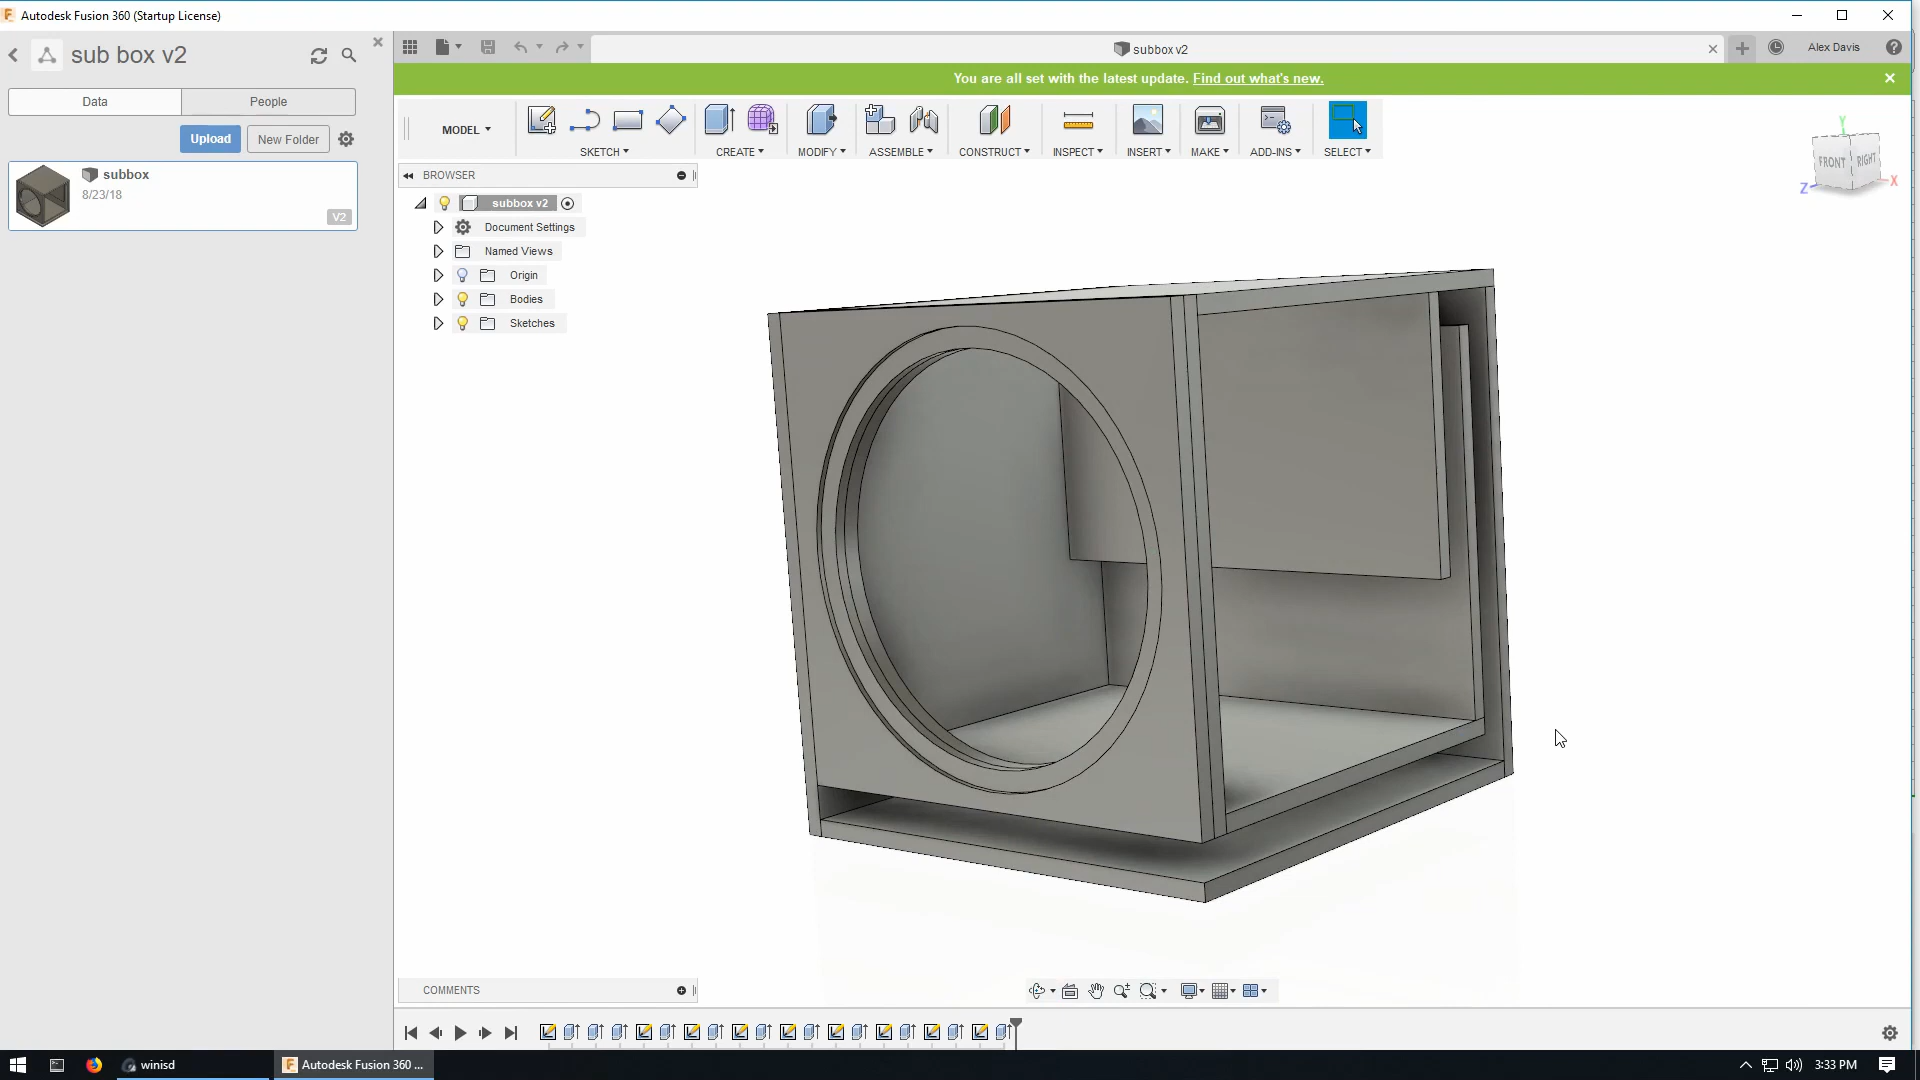 Autodesk Fusion 360 (Startup License)
sub box v2
Data
People
Upload
New Folder
subbox
8/23/18
V2
subbox v2
Alex Davis
You are all set with the latest update. Find out what's new.
MODEL
SKETCH
CREATE
MODIFY
ASSEMBLE
CONSTRUCT
INSPECT
INSERT
MAKE
ADD-INS
SELECT
BROWSER
subbox v2
Document Settings
Named Views
Origin
Bodies
Sketches
Y
FRONT
RIGHT
Z
X
COMMENTS
winisd
Autodesk Fusion 360 ...
3:33 PM